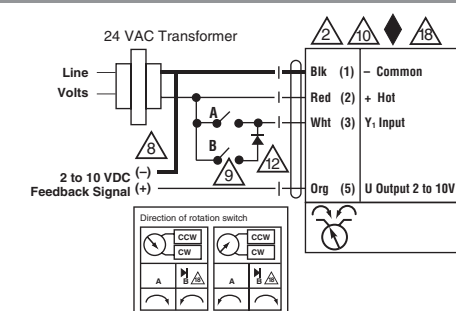 2 10 18
24 VAC Transformer
Line
Volts
Blk (1) – Common
Red (2) + Hot
A
Wht (3) Y₁ Input
B
8
9
12
2 to 10 VDC (–)
Feedback Signal (+)
Org (5) U Output 2 to 10V
Direction of rotation switch
CCW CCW
CW CW
A B 18 A B 18